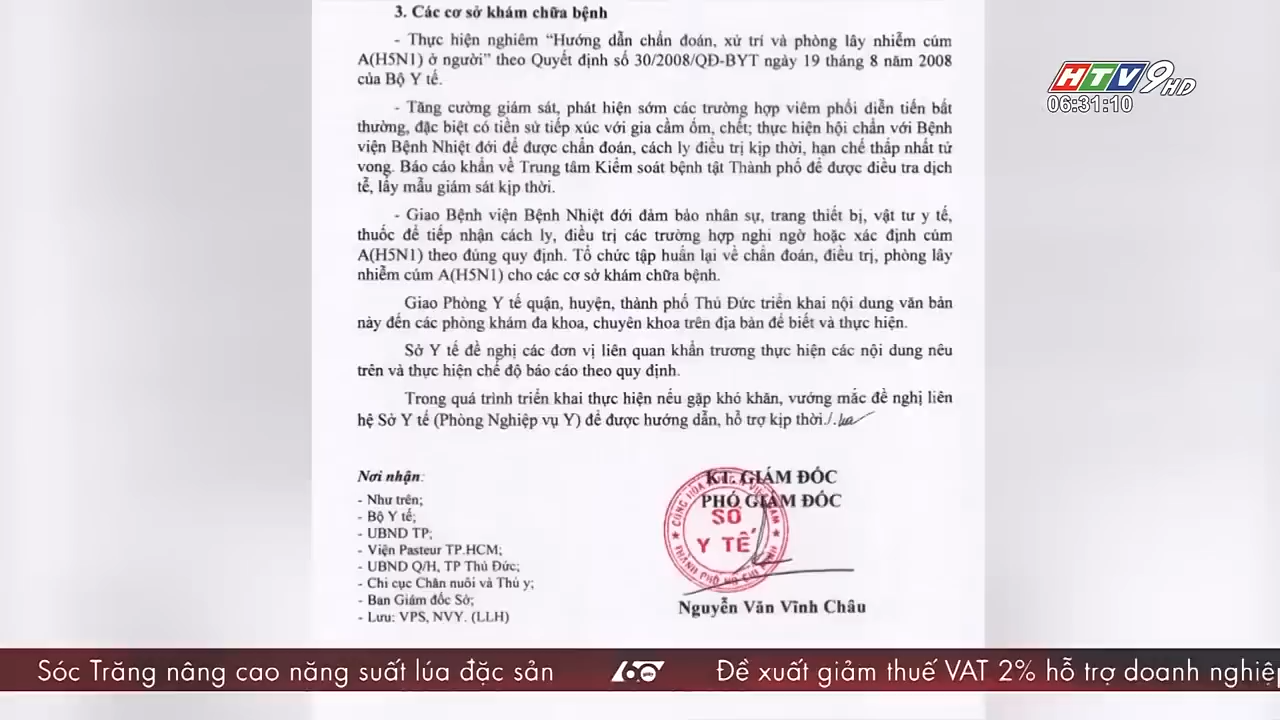 3. Các cơ sở khám chữa bệnh
- Thực hiện nghiêm “Hướng dẫn chẩn đoán, xử trí và phòng lây nhiễm cúm
A(H5N1) ở người” theo Quyết định số 30/2008/QĐ-BYT ngày 19 tháng 8 năm 2008
của Bộ Y tế.
- Tăng cường giám sát, phát hiện sớm các trường hợp viêm phổi diễn tiến bất
thường, đặc biệt có tiền sử tiếp xúc với gia cầm ốm, chết; thực hiện hội chẩn với Bệnh
viện Bệnh Nhiệt đới để được chẩn đoán, cách ly điều trị kịp thời, hạn chế thấp nhất tử
vong. Báo cáo khẩn về Trung tâm Kiểm soát bệnh tật Thành phố để được điều tra dịch
tễ, lấy mẫu giám sát kịp thời.
- Giao Bệnh viện Bệnh Nhiệt đới đảm bảo nhân sự, trang thiết bị, vật tư y tế,
thuốc để tiếp nhận cách ly, điều trị các trường hợp nghi ngờ hoặc xác định cúm
A(H5N1) theo đúng quy định. Tổ chức tập huấn lại về chẩn đoán, điều trị, phòng lây
nhiễm cúm A(H5N1) cho các cơ sở khám chữa bệnh.
Giao Phòng Y tế quận, huyện, thành phố Thủ Đức triển khai nội dung văn bản
này đến các phòng khám đa khoa, chuyên khoa trên địa bàn để biết và thực hiện.
Sở Y tế đề nghị các đơn vị liên quan khẩn trương thực hiện các nội dung nêu
trên và thực hiện chế độ báo cáo theo quy định.
Trong quá trình triển khai thực hiện nếu gặp khó khăn, vướng mắc đề nghị liên
hệ Sở Y tế (Phòng Nghiệp vụ Y) để được hướng dẫn, hỗ trợ kịp thời./.
Nơi nhận:
- Như trên;
- Bộ Y tế;
- UBND TP;
- Viện Pasteur TP.HCM;
- UBND Q/H, TP Thủ Đức;
- Chi cục Chăn nuôi và Thú y;
- Ban Giám đốc Sở;
- Lưu: VPS, NVY. (LLH)
KT. GIÁM ĐỐC
PHÓ GIÁM ĐỐC
SỞ
Y TẾ
THÀNH PHỐ HỒ CHÍ MINH
Nguyễn Văn Vĩnh Châu
HTV9 HD
06:31:10
Sóc Trăng nâng cao năng suất lúa đặc sản
60 giây
Đề xuất giảm thuế VAT 2% hỗ trợ doanh nghiệp